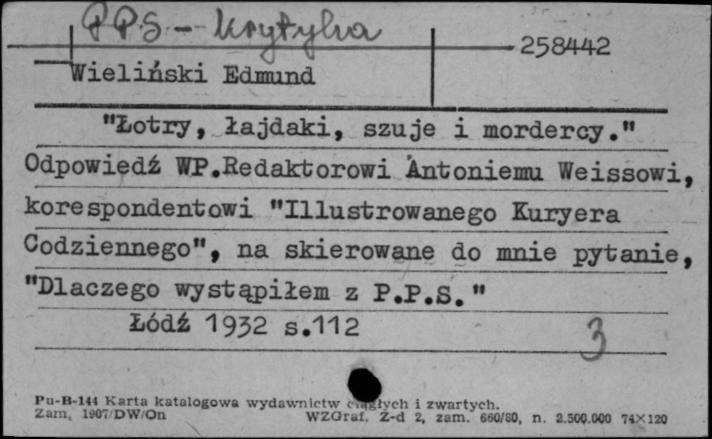 PPS - krytyka
258442
Wieliński Edmund
"Łotry, łajdaki, szuje i mordercy."
Odpowiedź WP.Redaktorowi Antoniemu Weissowi,
korespondentowi "Illustrowanego Kuryera
Codziennego", na skierowane do mnie pytanie,
"Dlaczego wystąpiłem z P.P.S."
Łódź 1932 s.112
3
Pu-B-144 Karta katalogowa wydawnictw ciągłych i zwartych.
Zam. 1907/DW/On WZGraf. Z-d 2, zam. 660/80, n. 2.500.000 74×120